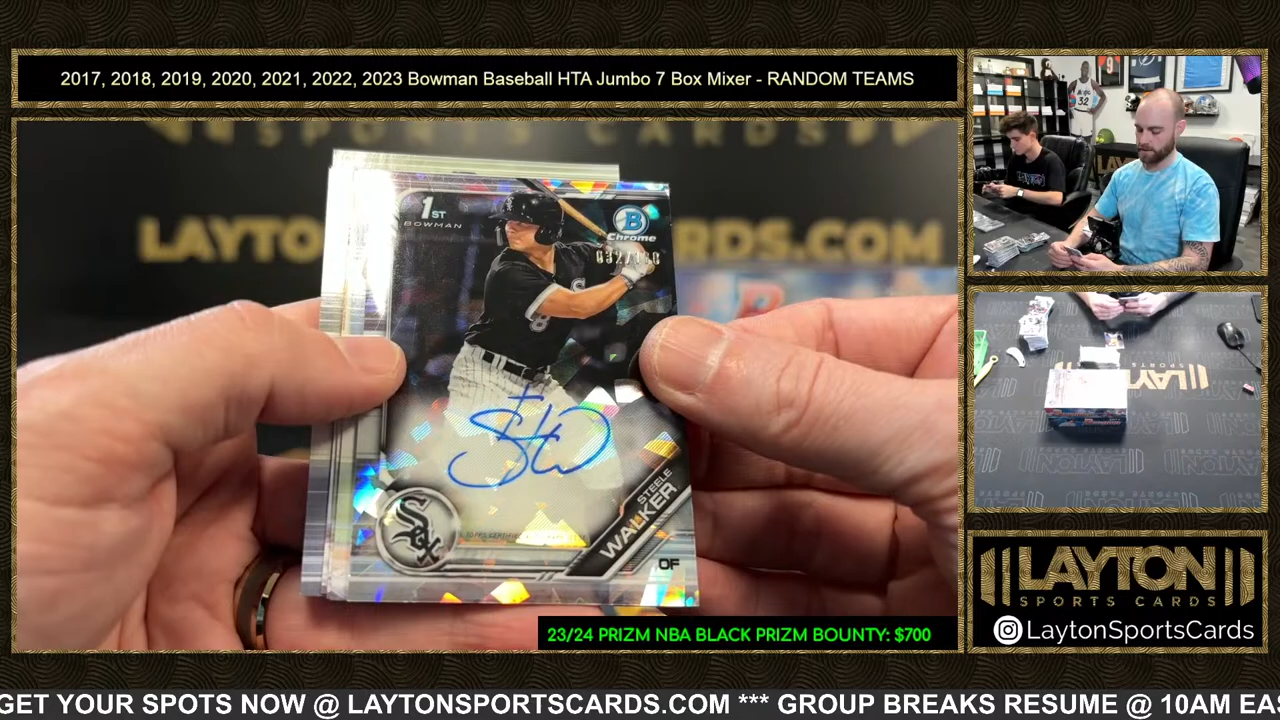 2017, 2018, 2019, 2020, 2021, 2022, 2023 Bowman Baseball HTA Jumbo 7 Box Mixer - RANDOM TEAMS
1ST
BOWMAN
B
Chrome
Sox
STEELE
WALKER
OF
23/24 PRIZM NBA BLACK PRIZM BOUNTY: $700
LAYTON
SPORTS CARDS
LaytonSportsCards
GET YOUR SPOTS NOW @ LAYTONSPORTSCARDS.COM *** GROUP BREAKS RESUME @ 10AM EAS